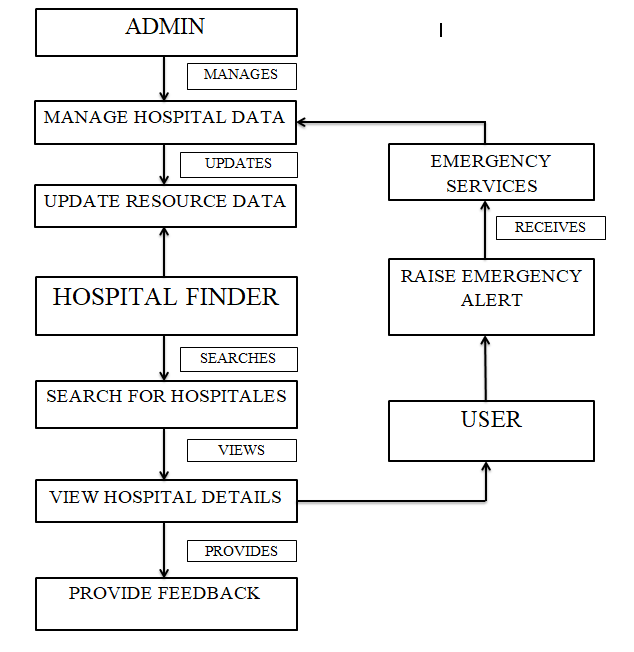 ADMIN
MANAGES
MANAGE HOSPITAL DATA
UPDATES
UPDATE RESOURCE DATA
HOSPITAL FINDER
SEARCHES
SEARCH FOR HOSPITALES
VIEWS
VIEW HOSPITAL DETAILS
PROVIDES
PROVIDE FEEDBACK
EMERGENCY
SERVICES
RECEIVES
RAISE EMERGENCY
ALERT
USER